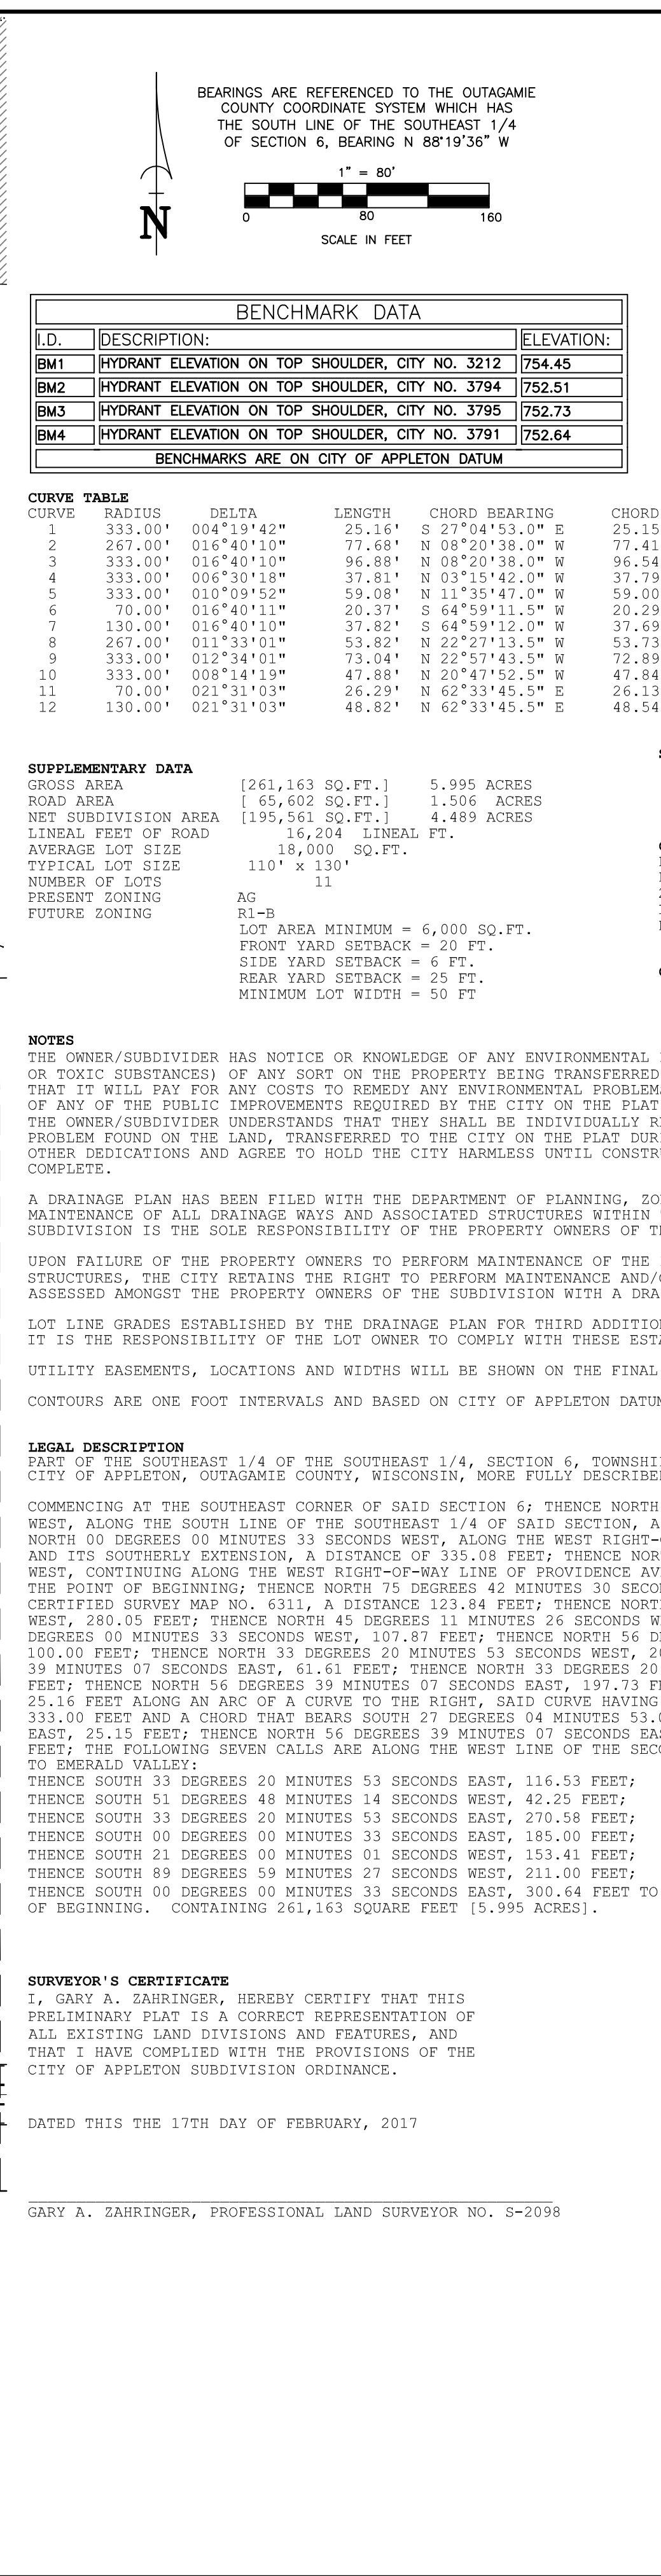 BEARINGS ARE REFERENCED TO THE OUTAGAMIE
COUNTY COORDINATE SYSTEM WHICH HAS
THE SOUTH LINE OF THE SOUTHEAST 1/4
OF SECTION 6, BEARING N 88°19'36" W
1" = 80'
N
0 80 160
SCALE IN FEET
BENCHMARK DATA
I.D. DESCRIPTION: ELEVATION:
BM1 HYDRANT ELEVATION ON TOP SHOULDER, CITY NO. 3212 754.45
BM2 HYDRANT ELEVATION ON TOP SHOULDER, CITY NO. 3794 752.51
BM3 HYDRANT ELEVATION ON TOP SHOULDER, CITY NO. 3795 752.73
BM4 HYDRANT ELEVATION ON TOP SHOULDER, CITY NO. 3791 752.64
BENCHMARKS ARE ON CITY OF APPLETON DATUM
CURVE TABLE
CURVE RADIUS DELTA LENGTH CHORD BEARING CHORD
1 333.00' 004°19'42" 25.16' S 27°04'53.0" E 25.15
2 267.00' 016°40'10" 77.68' N 08°20'38.0" W 77.41
3 333.00' 016°40'10" 96.88' N 08°20'38.0" W 96.54
4 333.00' 006°30'18" 37.81' N 03°15'42.0" W 37.79
5 333.00' 010°09'52" 59.08' N 11°35'47.0" W 59.00
6 70.00' 016°40'11" 20.37' S 64°59'11.5" W 20.29
7 130.00' 016°40'10" 37.82' S 64°59'12.0" W 37.69
8 267.00' 011°33'01" 53.82' N 22°27'13.5" W 53.73
9 333.00' 012°34'01" 73.04' N 22°57'43.5" W 72.89
10 333.00' 008°14'19" 47.88' N 20°47'52.5" W 47.84
11 70.00' 021°31'03" 26.29' N 62°33'45.5" E 26.13
12 130.00' 021°31'03" 48.82' N 62°33'45.5" E 48.54
SUPPLEMENTARY DATA
GROSS AREA [261,163 SQ.FT.] 5.995 ACRES
ROAD AREA [ 65,602 SQ.FT.] 1.506 ACRES
NET SUBDIVISION AREA [195,561 SQ.FT.] 4.489 ACRES
LINEAL FEET OF ROAD 16,204 LINEAL FT.
AVERAGE LOT SIZE 18,000 SQ.FT.
TYPICAL LOT SIZE 110' x 130'
NUMBER OF LOTS 11
PRESENT ZONING AG
FUTURE ZONING R1-B
LOT AREA MINIMUM = 6,000 SQ.FT.
FRONT YARD SETBACK = 20 FT.
SIDE YARD SETBACK = 6 FT.
REAR YARD SETBACK = 25 FT.
MINIMUM LOT WIDTH = 50 FT
NOTES
THE OWNER/SUBDIVIDER HAS NOTICE OR KNOWLEDGE OF ANY ENVIRONMENTAL
OR TOXIC SUBSTANCES) OF ANY SORT ON THE PROPERTY BEING TRANSFERRED
THAT IT WILL PAY FOR ANY COSTS TO REMEDY ANY ENVIRONMENTAL PROBLEM
OF ANY OF THE PUBLIC IMPROVEMENTS REQUIRED BY THE CITY ON THE PLAT
THE OWNER/SUBDIVIDER UNDERSTANDS THAT THEY SHALL BE INDIVIDUALLY R
PROBLEM FOUND ON THE LAND, TRANSFERRED TO THE CITY ON THE PLAT DUR
OTHER DEDICATIONS AND AGREE TO HOLD THE CITY HARMLESS UNTIL CONSTR
COMPLETE.
A DRAINAGE PLAN HAS BEEN FILED WITH THE DEPARTMENT OF PLANNING, ZO
MAINTENANCE OF ALL DRAINAGE WAYS AND ASSOCIATED STRUCTURES WITHIN
SUBDIVISION IS THE SOLE RESPONSIBILITY OF THE PROPERTY OWNERS OF T
UPON FAILURE OF THE PROPERTY OWNERS TO PERFORM MAINTENANCE OF THE
STRUCTURES, THE CITY RETAINS THE RIGHT TO PERFORM MAINTENANCE AND/
ASSESSED AMONGST THE PROPERTY OWNERS OF THE SUBDIVISION WITH A DRA
LOT LINE GRADES ESTABLISHED BY THE DRAINAGE PLAN FOR THIRD ADDITIO
IT IS THE RESPONSIBILITY OF THE LOT OWNER TO COMPLY WITH THESE ESTA
UTILITY EASEMENTS, LOCATIONS AND WIDTHS WILL BE SHOWN ON THE FINAL
CONTOURS ARE ONE FOOT INTERVALS AND BASED ON CITY OF APPLETON DATUM
LEGAL DESCRIPTION
PART OF THE SOUTHEAST 1/4 OF THE SOUTHEAST 1/4, SECTION 6, TOWNSHI
CITY OF APPLETON, OUTAGAMIE COUNTY, WISCONSIN, MORE FULLY DESCRIBE
COMMENCING AT THE SOUTHEAST CORNER OF SAID SECTION 6; THENCE NORTH
WEST, ALONG THE SOUTH LINE OF THE SOUTHEAST 1/4 OF SAID SECTION, A
NORTH 00 DEGREES 00 MINUTES 33 SECONDS WEST, ALONG THE WEST RIGHT-
AND ITS SOUTHERLY EXTENSION, A DISTANCE OF 335.08 FEET; THENCE NOR
WEST, CONTINUING ALONG THE WEST RIGHT-OF-WAY LINE OF PROVIDENCE AV
THE POINT OF BEGINNING; THENCE NORTH 75 DEGREES 42 MINUTES 30 SECO
CERTIFIED SURVEY MAP NO. 6311, A DISTANCE 123.84 FEET; THENCE NORT
WEST, 280.05 FEET; THENCE NORTH 45 DEGREES 11 MINUTES 26 SECONDS W
DEGREES 00 MINUTES 33 SECONDS WEST, 107.87 FEET; THENCE NORTH 56 D
100.00 FEET; THENCE NORTH 33 DEGREES 20 MINUTES 53 SECONDS WEST, 2
39 MINUTES 07 SECONDS EAST, 61.61 FEET; THENCE NORTH 33 DEGREES 20
FEET; THENCE NORTH 56 DEGREES 39 MINUTES 07 SECONDS EAST, 197.73 F
25.16 FEET ALONG AN ARC OF A CURVE TO THE RIGHT, SAID CURVE HAVING
333.00 FEET AND A CHORD THAT BEARS SOUTH 27 DEGREES 04 MINUTES 53.
EAST, 25.15 FEET; THENCE NORTH 56 DEGREES 39 MINUTES 07 SECONDS EA
FEET; THE FOLLOWING SEVEN CALLS ARE ALONG THE WEST LINE OF THE SEC
TO EMERALD VALLEY:
THENCE SOUTH 33 DEGREES 20 MINUTES 53 SECONDS EAST, 116.53 FEET;
THENCE SOUTH 51 DEGREES 48 MINUTES 14 SECONDS WEST, 42.25 FEET;
THENCE SOUTH 33 DEGREES 20 MINUTES 53 SECONDS EAST, 270.58 FEET;
THENCE SOUTH 00 DEGREES 00 MINUTES 33 SECONDS EAST, 185.00 FEET;
THENCE SOUTH 21 DEGREES 00 MINUTES 01 SECONDS WEST, 153.41 FEET;
THENCE SOUTH 89 DEGREES 59 MINUTES 27 SECONDS WEST, 211.00 FEET;
THENCE SOUTH 00 DEGREES 00 MINUTES 33 SECONDS EAST, 300.64 FEET TO
OF BEGINNING. CONTAINING 261,163 SQUARE FEET [5.995 ACRES].
SURVEYOR'S CERTIFICATE
I, GARY A. ZAHRINGER, HEREBY CERTIFY THAT THIS
PRELIMINARY PLAT IS A CORRECT REPRESENTATION OF
ALL EXISTING LAND DIVISIONS AND FEATURES, AND
THAT I HAVE COMPLIED WITH THE PROVISIONS OF THE
CITY OF APPLETON SUBDIVISION ORDINANCE.
DATED THIS THE 17TH DAY OF FEBRUARY, 2017
GARY A. ZAHRINGER, PROFESSIONAL LAND SURVEYOR NO. S-2098